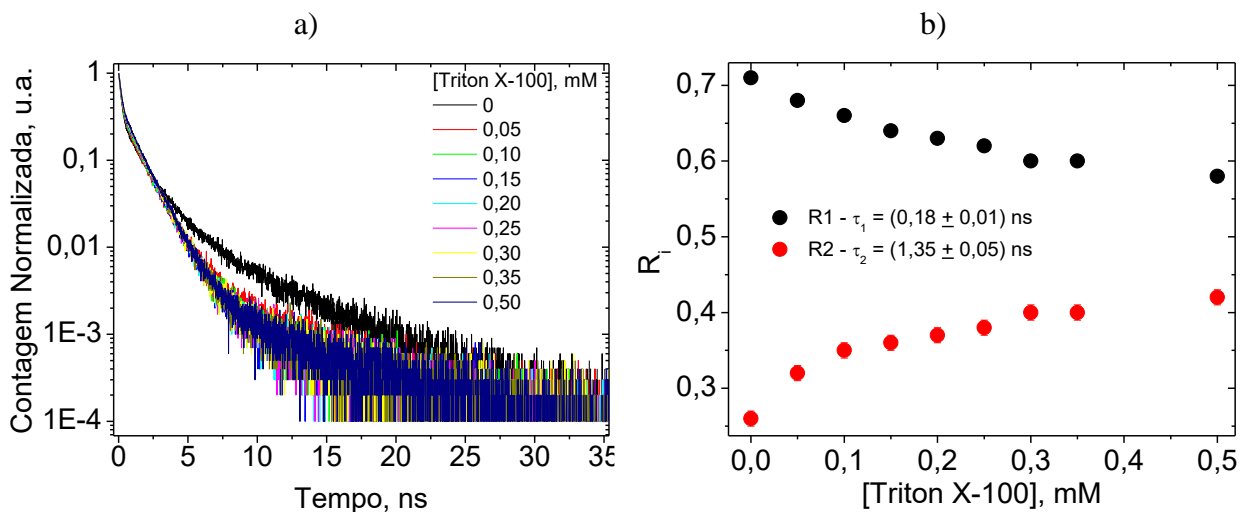 a)
[Triton X-100], mM
0
0,05
0,10
0,15
0,20
0,25
0,30
0,35
0,50
1
0,1
0,01
1E-3
1E-4
Contagem Normalizada, u.a.
0 5 10 15 20 25 30 35
Tempo, ns
b)
0,7
0,6
0,5
0,4
0,3
R_i
R1 - τ₁ = (0,18 ± 0,01) ns
R2 - τ₂ = (1,35 ± 0,05) ns
0,0 0,1 0,2 0,3 0,4 0,5
[Triton X-100], mM